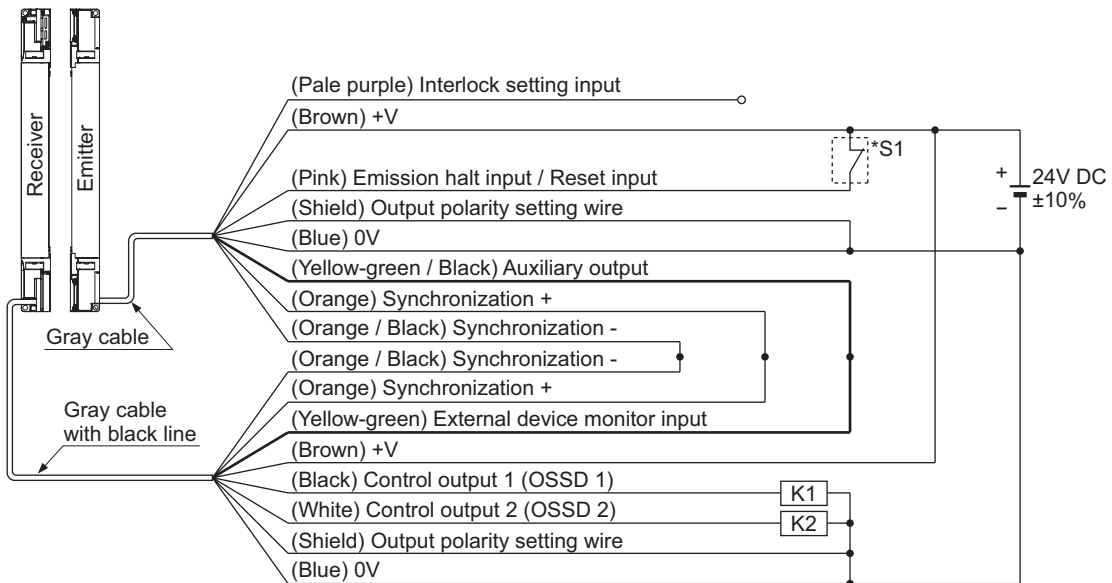 Receiver
Emitter
(Pale purple) Interlock setting input
(Brown) +V
*S1
(Pink) Emission halt input / Reset input
+
24V DC
±10%
−
(Shield) Output polarity setting wire
(Blue) 0V
(Yellow-green / Black) Auxiliary output
(Orange) Synchronization +
(Orange / Black) Synchronization -
Gray cable
(Orange / Black) Synchronization -
(Orange) Synchronization +
Gray cable
with black line
(Yellow-green) External device monitor input
(Brown) +V
(Black) Control output 1 (OSSD 1)
K1
(White) Control output 2 (OSSD 2)
K2
(Shield) Output polarity setting wire
(Blue) 0V